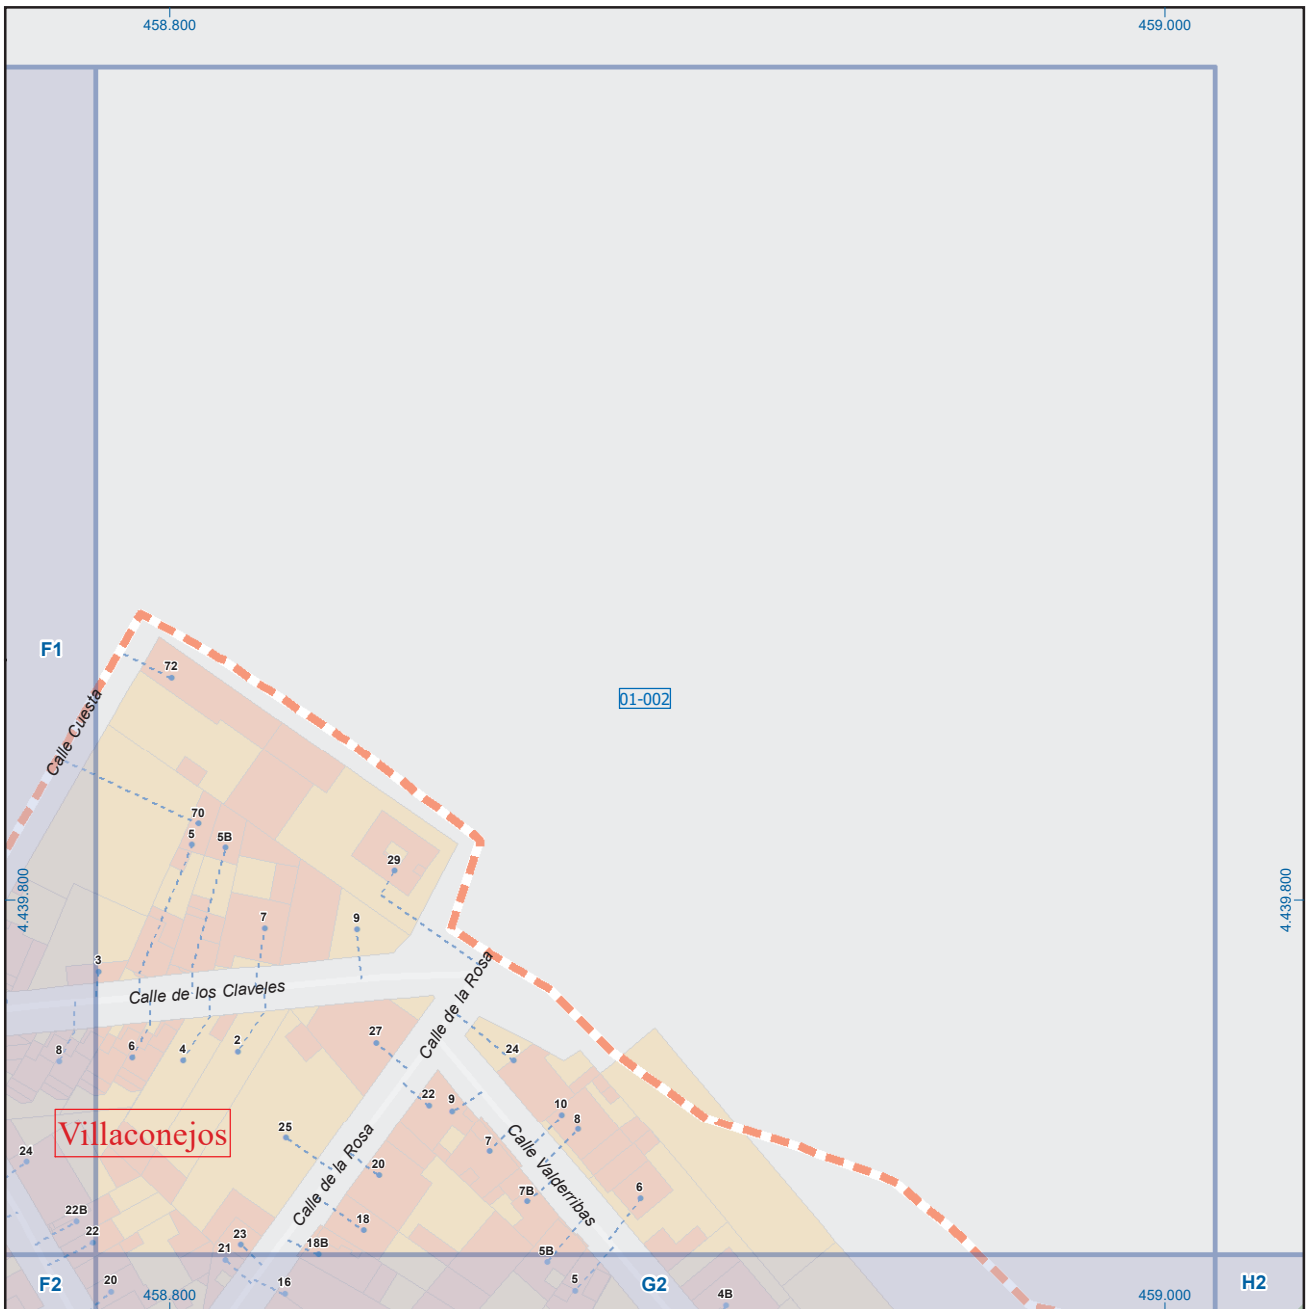 458.800
459.000
F1
72
01-002
Calle Cuesta
70
5
5B
29
4.439.800
4.439.800
7
9
3
Calle de la Rosa
Calle de los Claveles
27
8
6
4
2
24
22
9
10
8
Villaconejos
25
7
Calle Valderribas
24
Calle de la Rosa
20
6
7B
22B
18
22
23
21
18B
5B
F2
20
16
5
G2
4B
H2
458.800
459.000